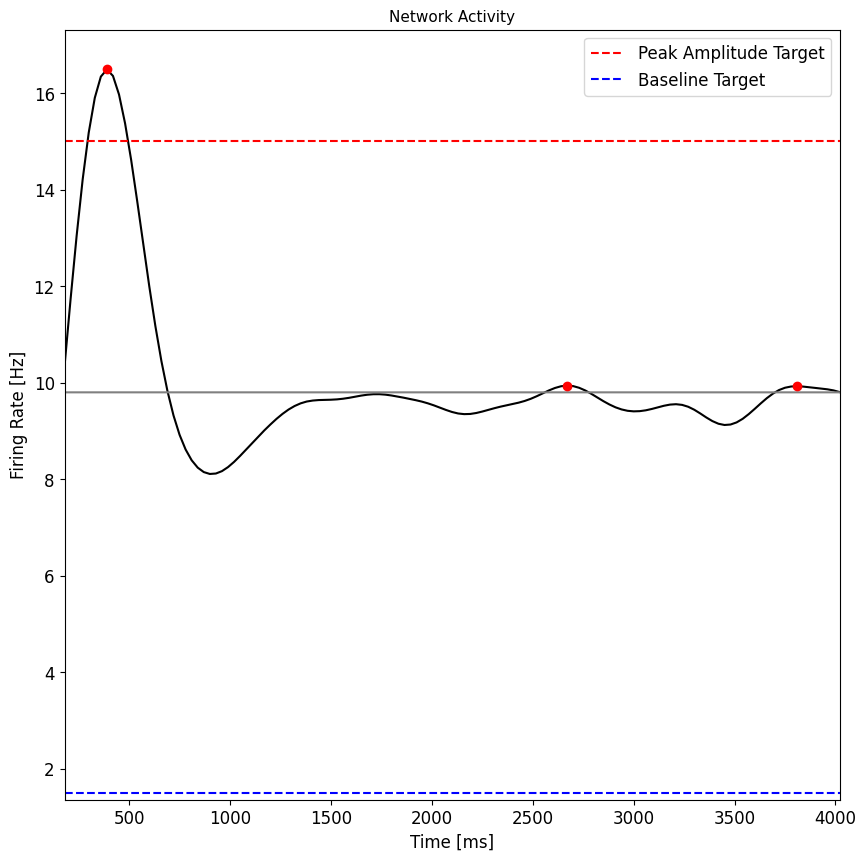 Network Activity
Peak Amplitude Target
Baseline Target
Firing Rate [Hz]
16
14
12
10
8
6
4
2
500 1000 1500 2000 2500 3000 3500 4000
Time [ms]